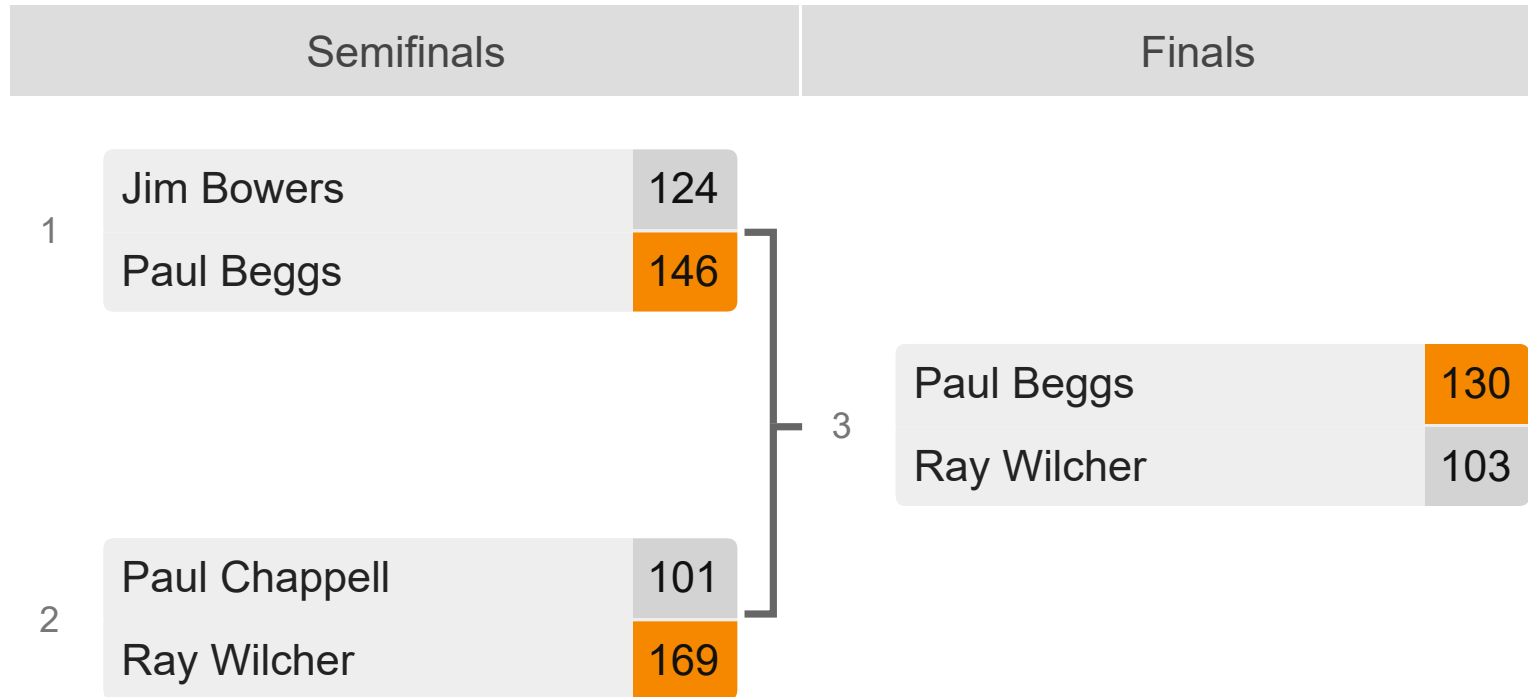 Semifinals Finals
1
Jim Bowers 124
Paul Beggs 146
2
Paul Chappell 101
Ray Wilcher 169
3
Paul Beggs 130
Ray Wilcher 103